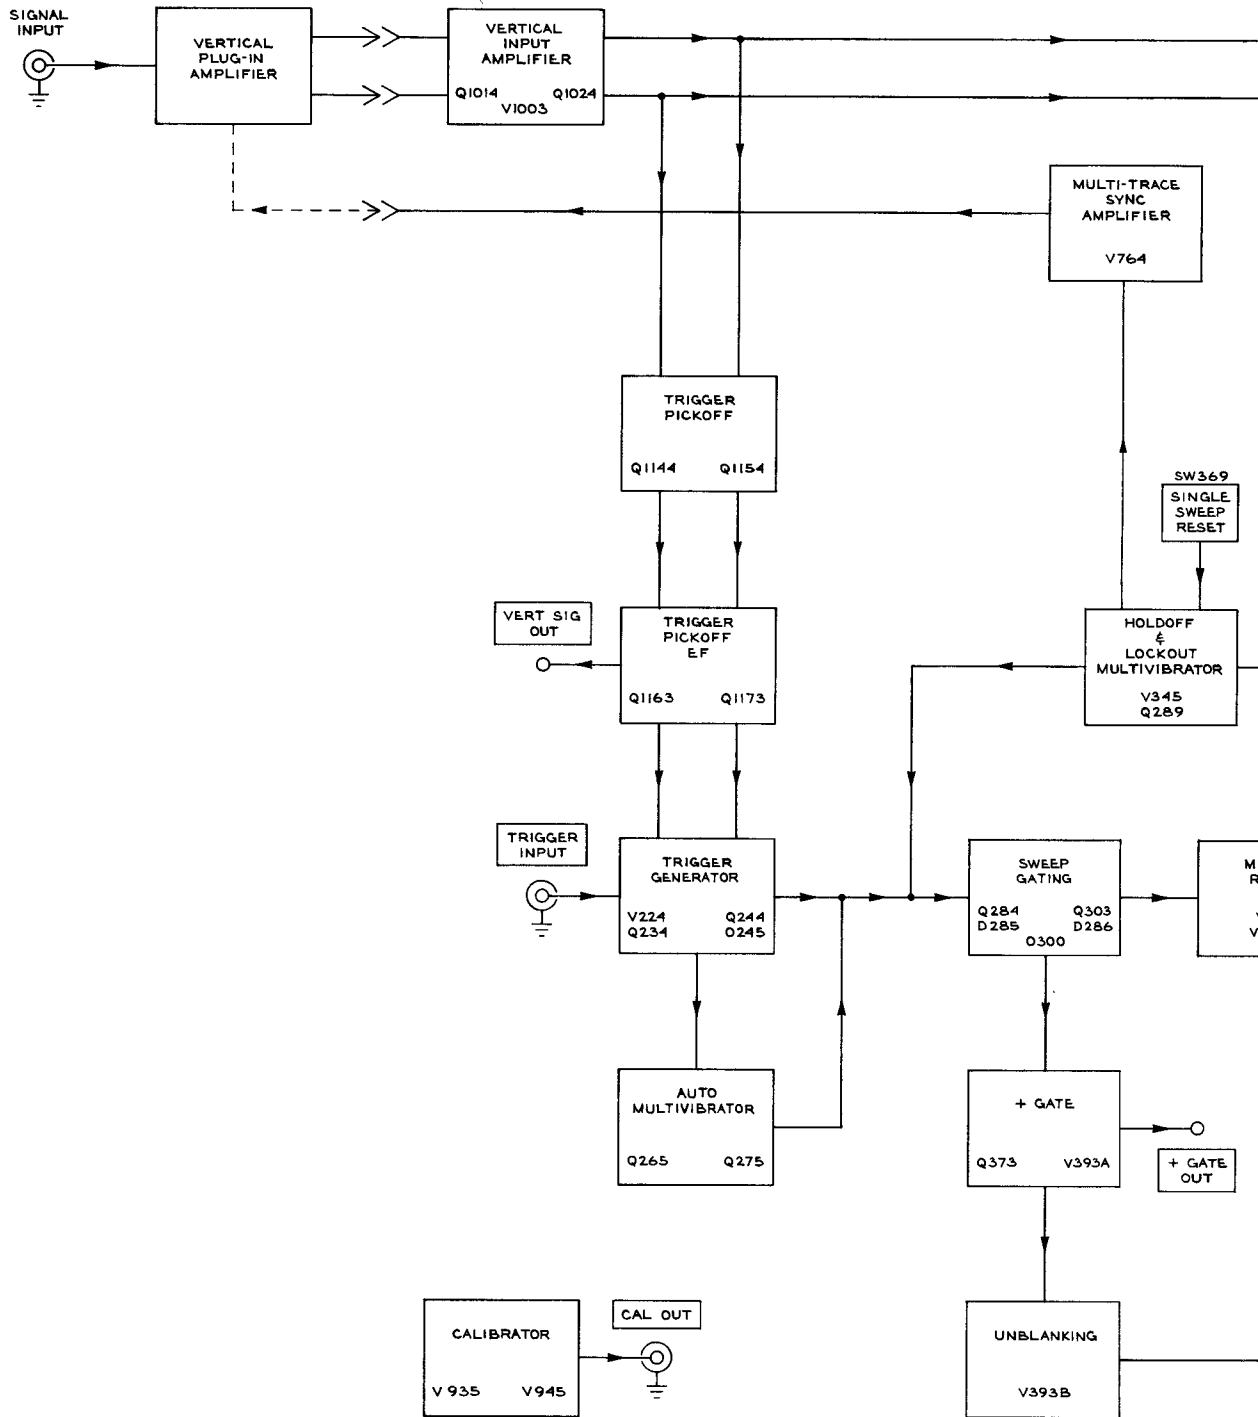 SIGNAL
INPUT
VERTICAL
PLUG-IN
AMPLIFIER
VERTICAL
INPUT
AMPLIFIER
Q1014 Q1024
V1003
MULTI-TRACE
SYNC
AMPLIFIER
V764
TRIGGER
PICKOFF
Q1144 Q1154
SW369
SINGLE
SWEEP
RESET
VERT SIG
OUT
TRIGGER
PICKOFF
EF
Q1163 Q1173
HOLDOFF
&
LOCKOUT
MULTIVIBRATOR
V345
Q289
TRIGGER
INPUT
TRIGGER
GENERATOR
V224 Q244
Q234 D245
SWEEP
GATING
Q284 Q303
D285 D286
D300
M
R
V
AUTO
MULTIVIBRATOR
Q265 Q275
+ GATE
Q373 V393A
+ GATE
OUT
CALIBRATOR
V935 V945
CAL OUT
UNBLANKING
V393B